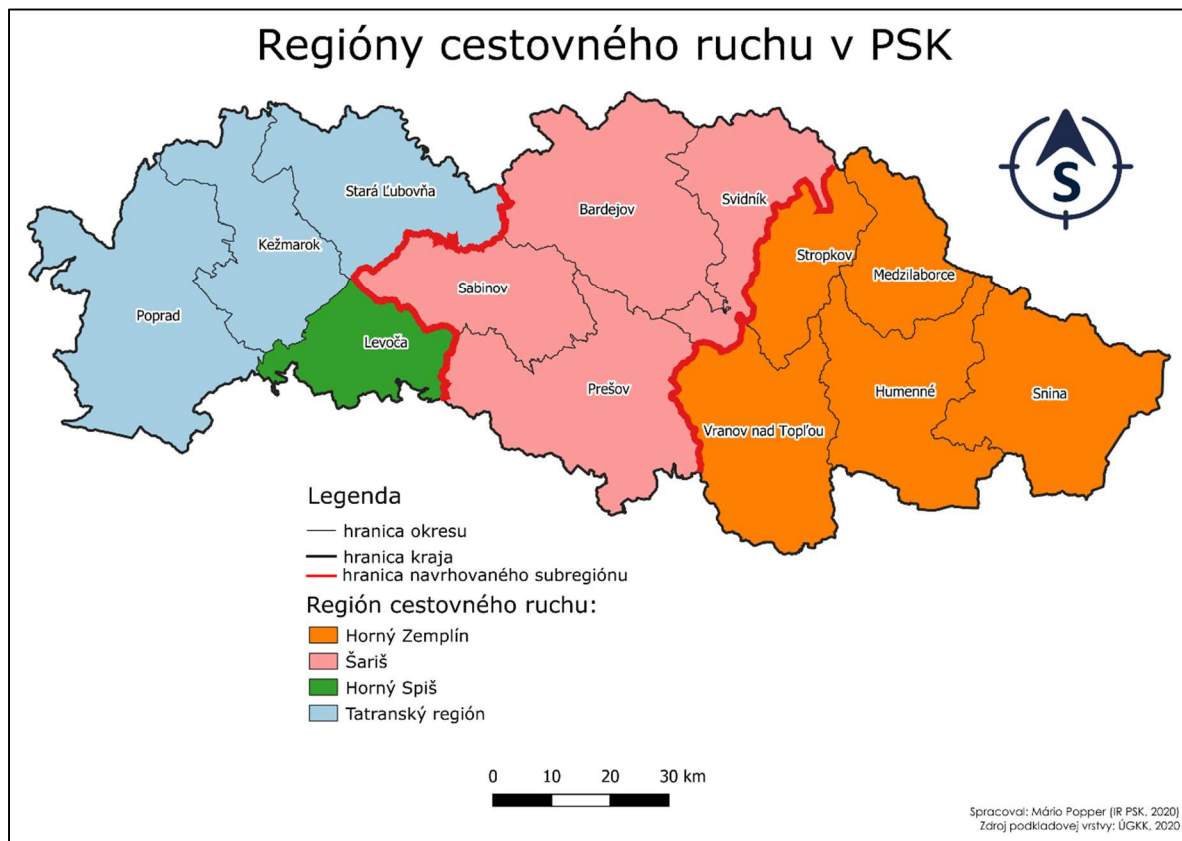 Regióny cestovného ruchu v PSK
S
Stará Ľubovňa
Bardejov
Svidník
Kežmarok
Stropkov
Medzilaborce
Sabinov
Poprad
Levoča
Prešov
Humenné
Snina
Vranov nad Topľou
Legenda
hranica okresu
hranica kraja
hranica navrhovaného subregiónu
Región cestovného ruchu:
Horný Zemplín
Šariš
Horný Spiš
Tatranský región
0 10 20 30 km
Spracoval: Mário Popper (IR PSK, 2020)
Zdroj podkladovej vrstvy: ÚGKK, 2020